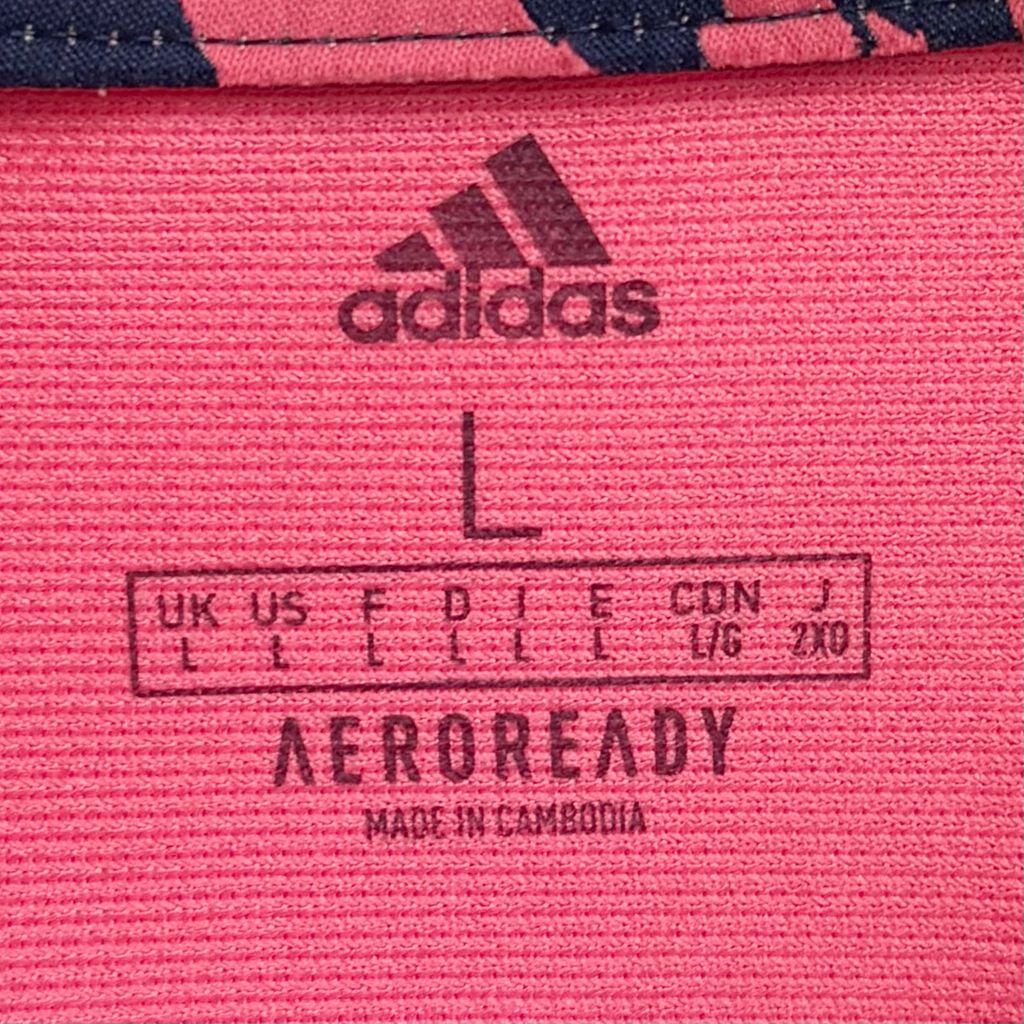 adidas
L
UK US F D I E CDN J
L L L L L L L/G 2XO
AEROREADY
MADE IN CAMBODIA